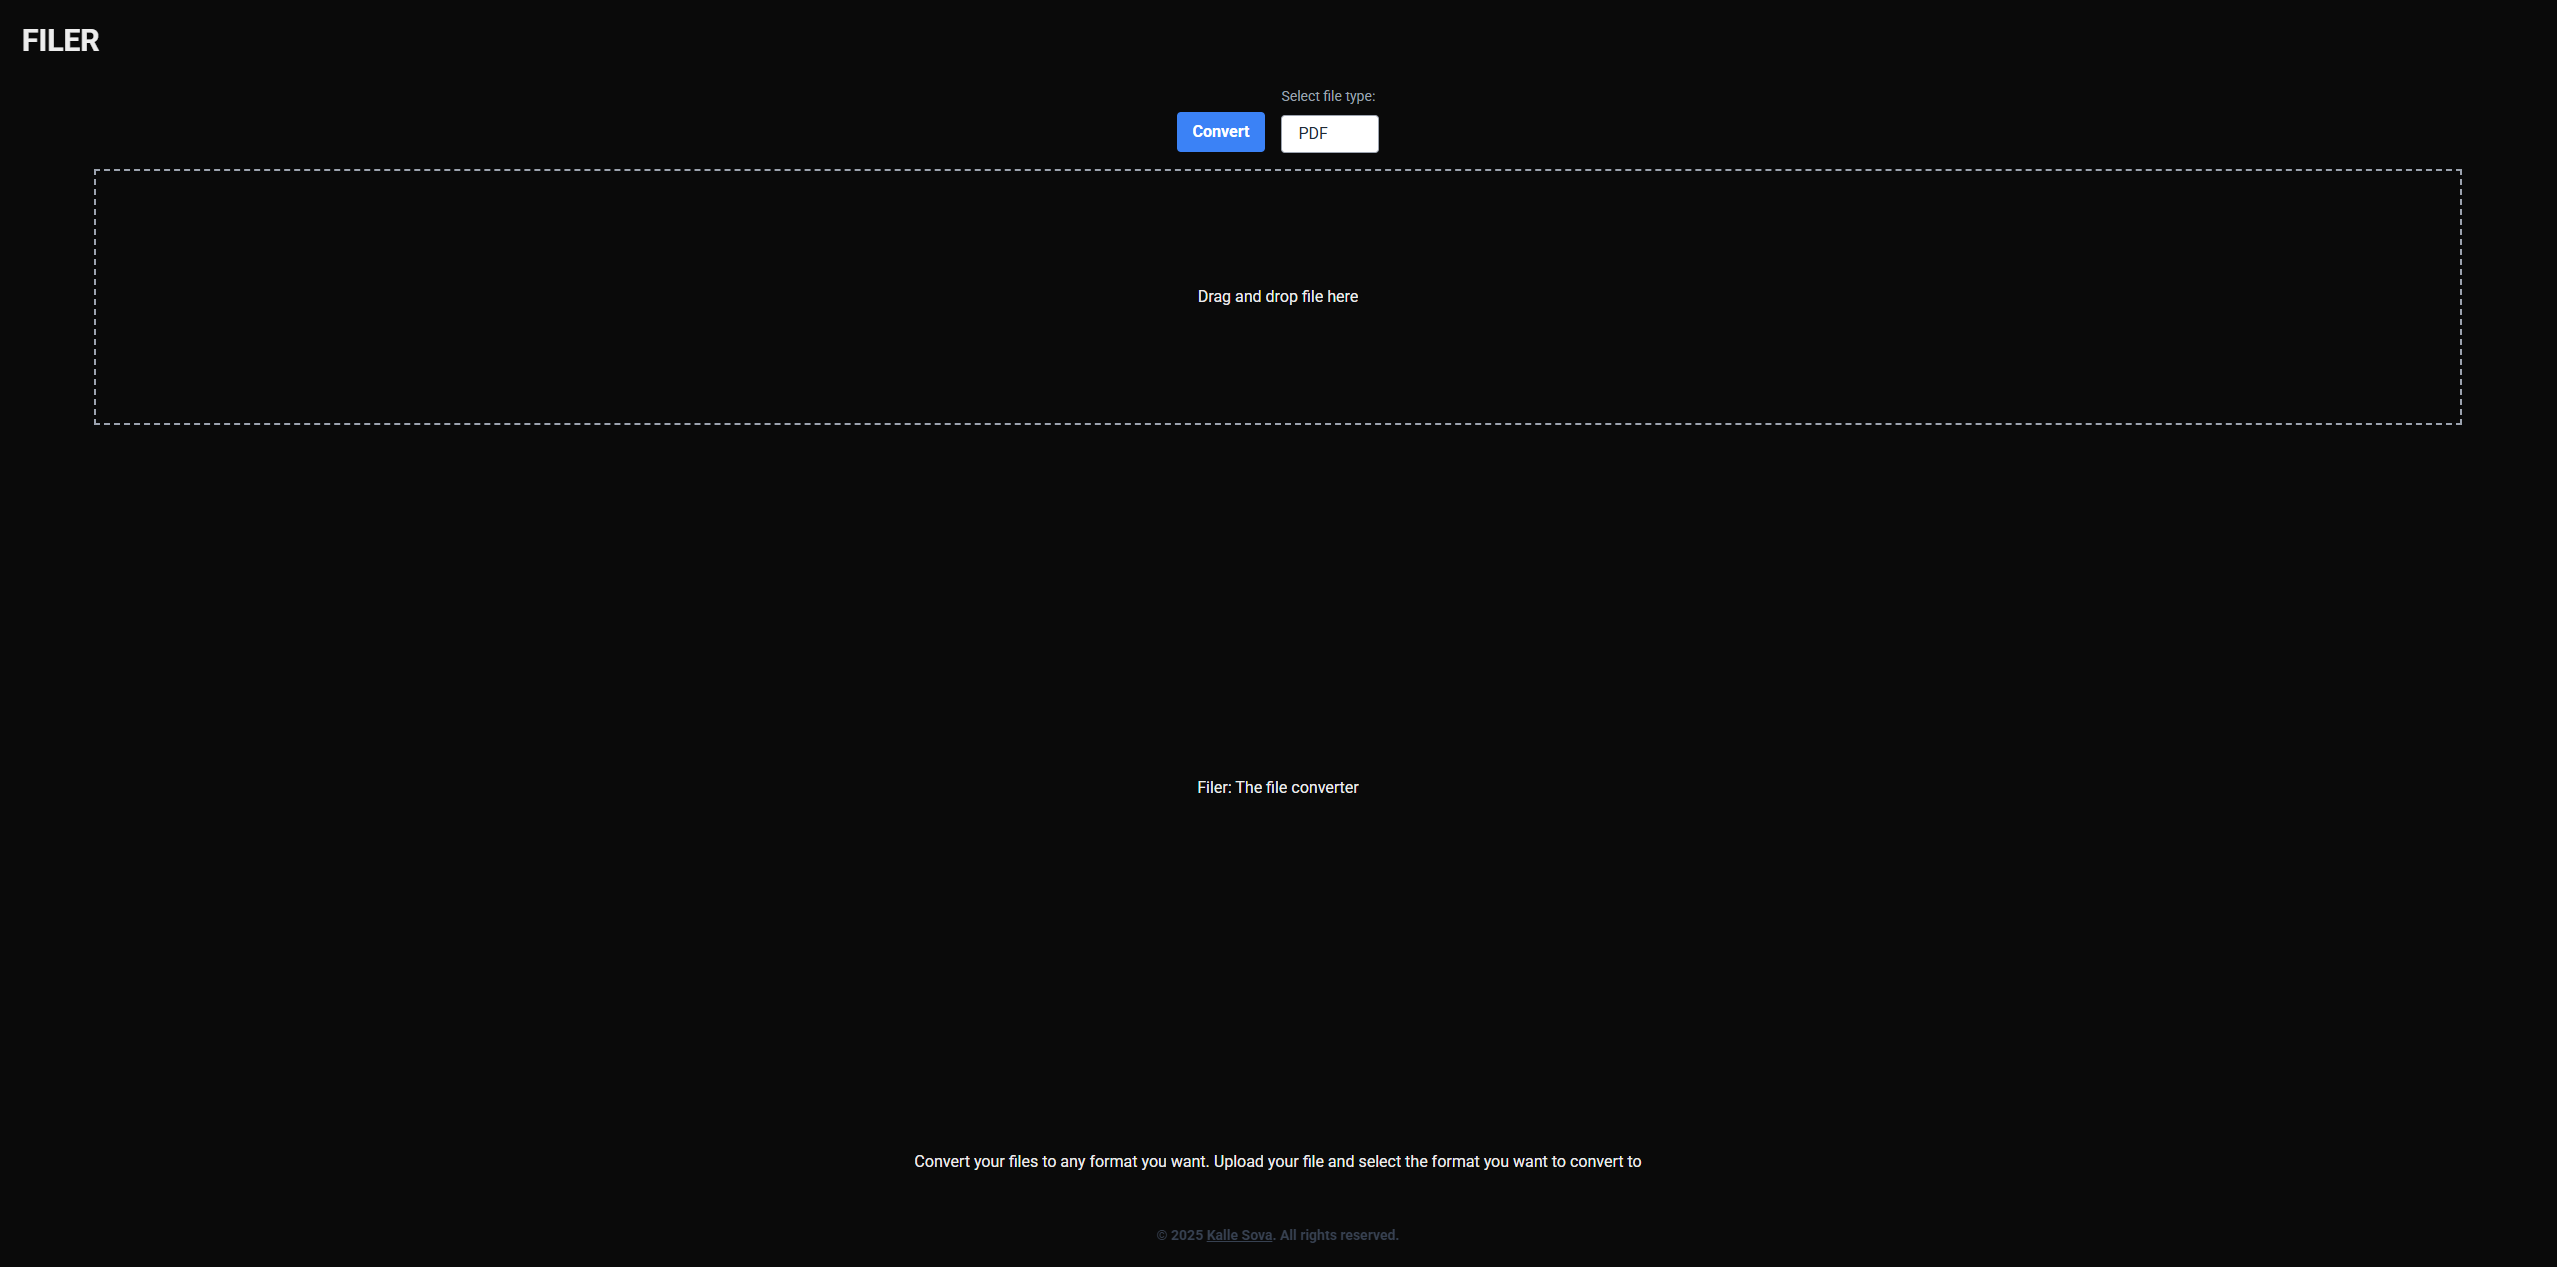 FILER
Select file type:
Convert
PDF
Drag and drop file here
Filer: The file converter
Convert your files to any format you want. Upload your file and select the format you want to convert to
© 2025 Kalle Sova. All rights reserved.